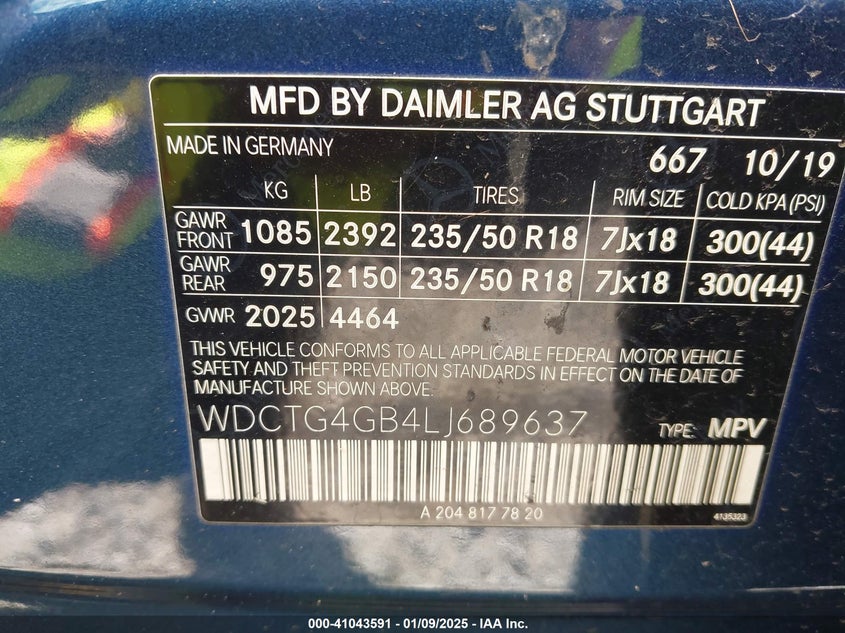 MFD BY DAIMLER AG STUTTGART
MADE IN GERMANY 667 10/19
KG LB TIRES RIM SIZE COLD KPA (PSI)
GAWR FRONT 1085 2392 235/50 R18 7Jx18 300(44)
GAWR REAR 975 2150 235/50 R18 7Jx18 300(44)
GVWR 2025 4464
THIS VEHICLE CONFORMS TO ALL APPLICABLE FEDERAL MOTOR VEHICLE
SAFETY AND THEFT PREVENTION STANDARDS IN EFFECT ON THE DATE OF
MANUFACTURE SHOWN ABOVE:
WDCTG4GB4LJ689637 TYPE: MPV
A 204 817 78 20 4135323
000-41043591 - 01/09/2025 - IAA Inc.